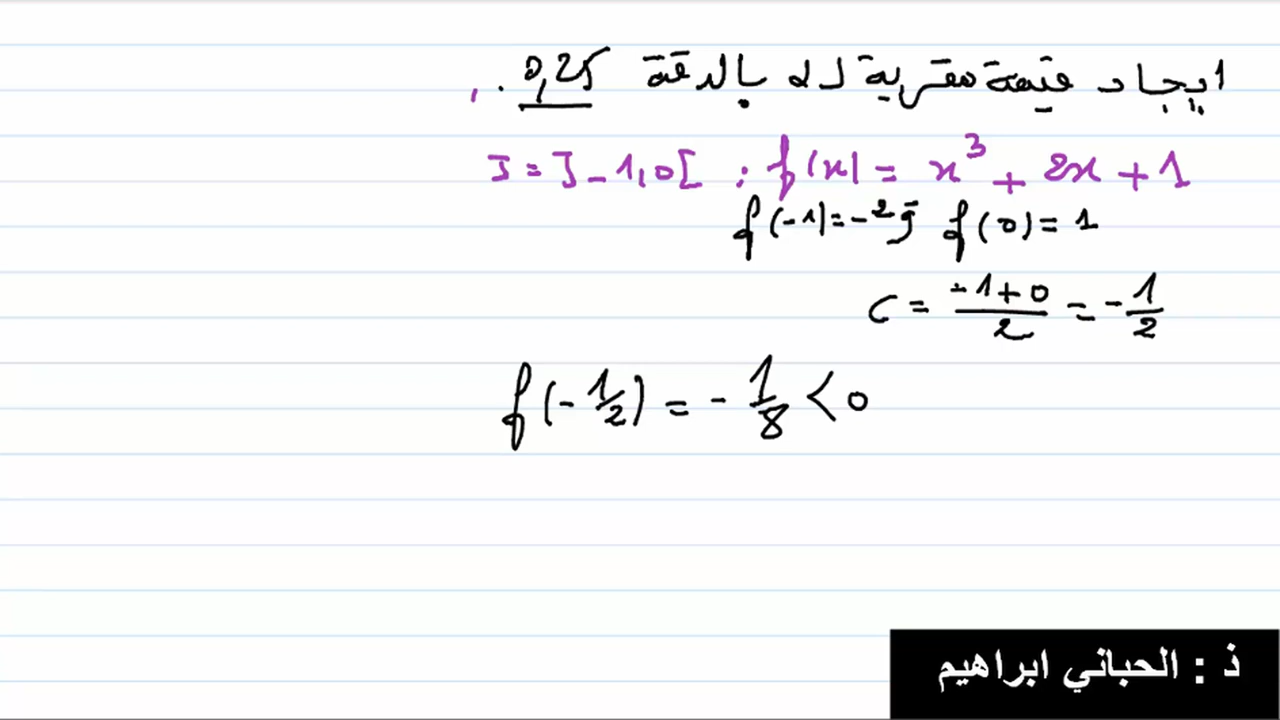 ايجاد قيمة مقربة لـ α بالدقة 0,25 .
I = ]-1,0[ ; f(x) = x³ + 2x + 1
f(-1) = -2 و f(0) = 1
c = (-1+0)/2 = -1/2
f(-1/2) = -1/8 < 0
ذ : الحباني ابراهيم